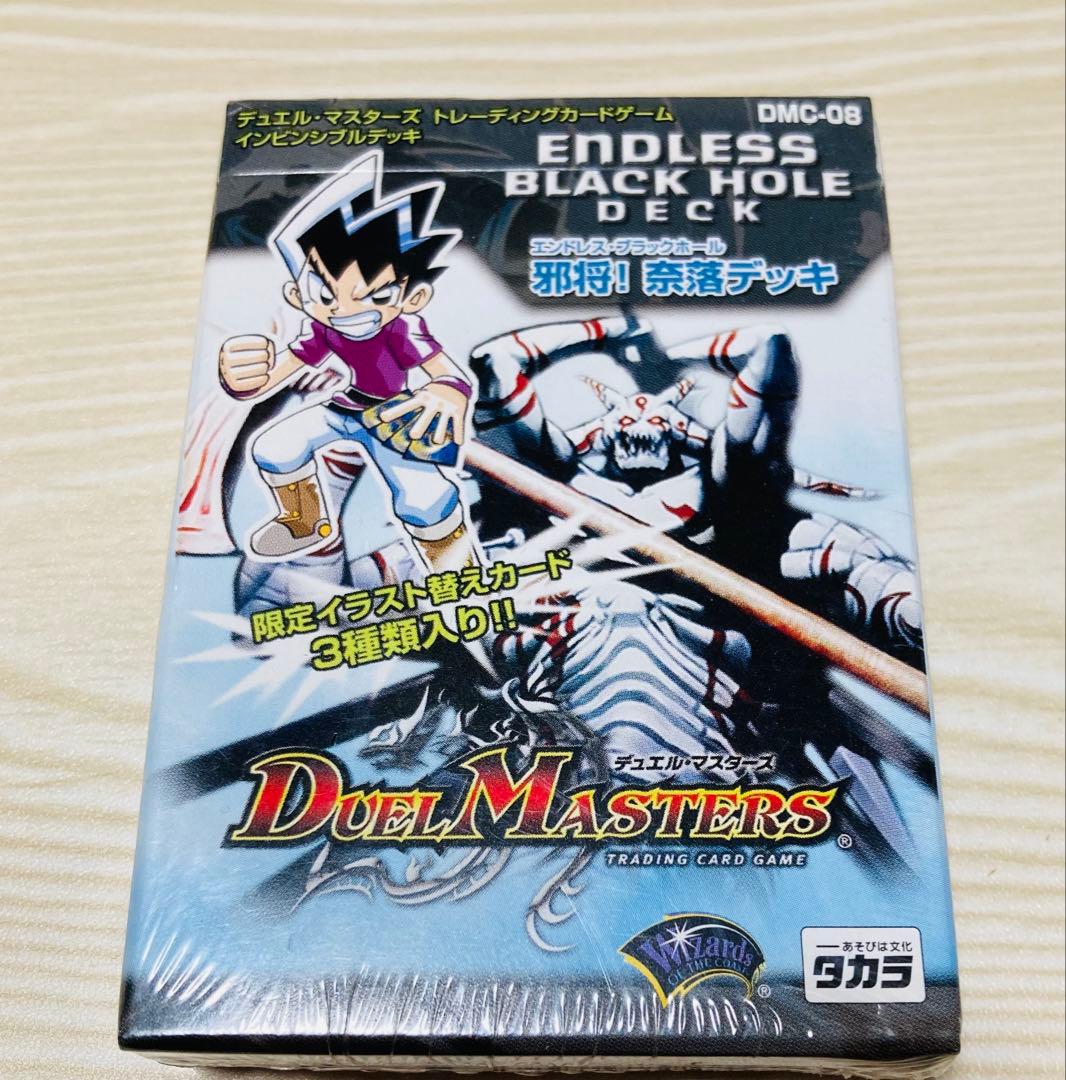 デュエル・マスターズ トレーディングカードゲーム
インビンシブルデッキ
DMC-08
ENDLESS
BLACK HOLE
DECK
エンドレス・ブラックホール
邪将! 奈落デッキ
限定イラスト替えカード
3種類入り!!
デュエル・マスターズ
DUEL MASTERS®
TRADING CARD GAME
Wizards
OF THE COAST®
あそびは文化
タカラ